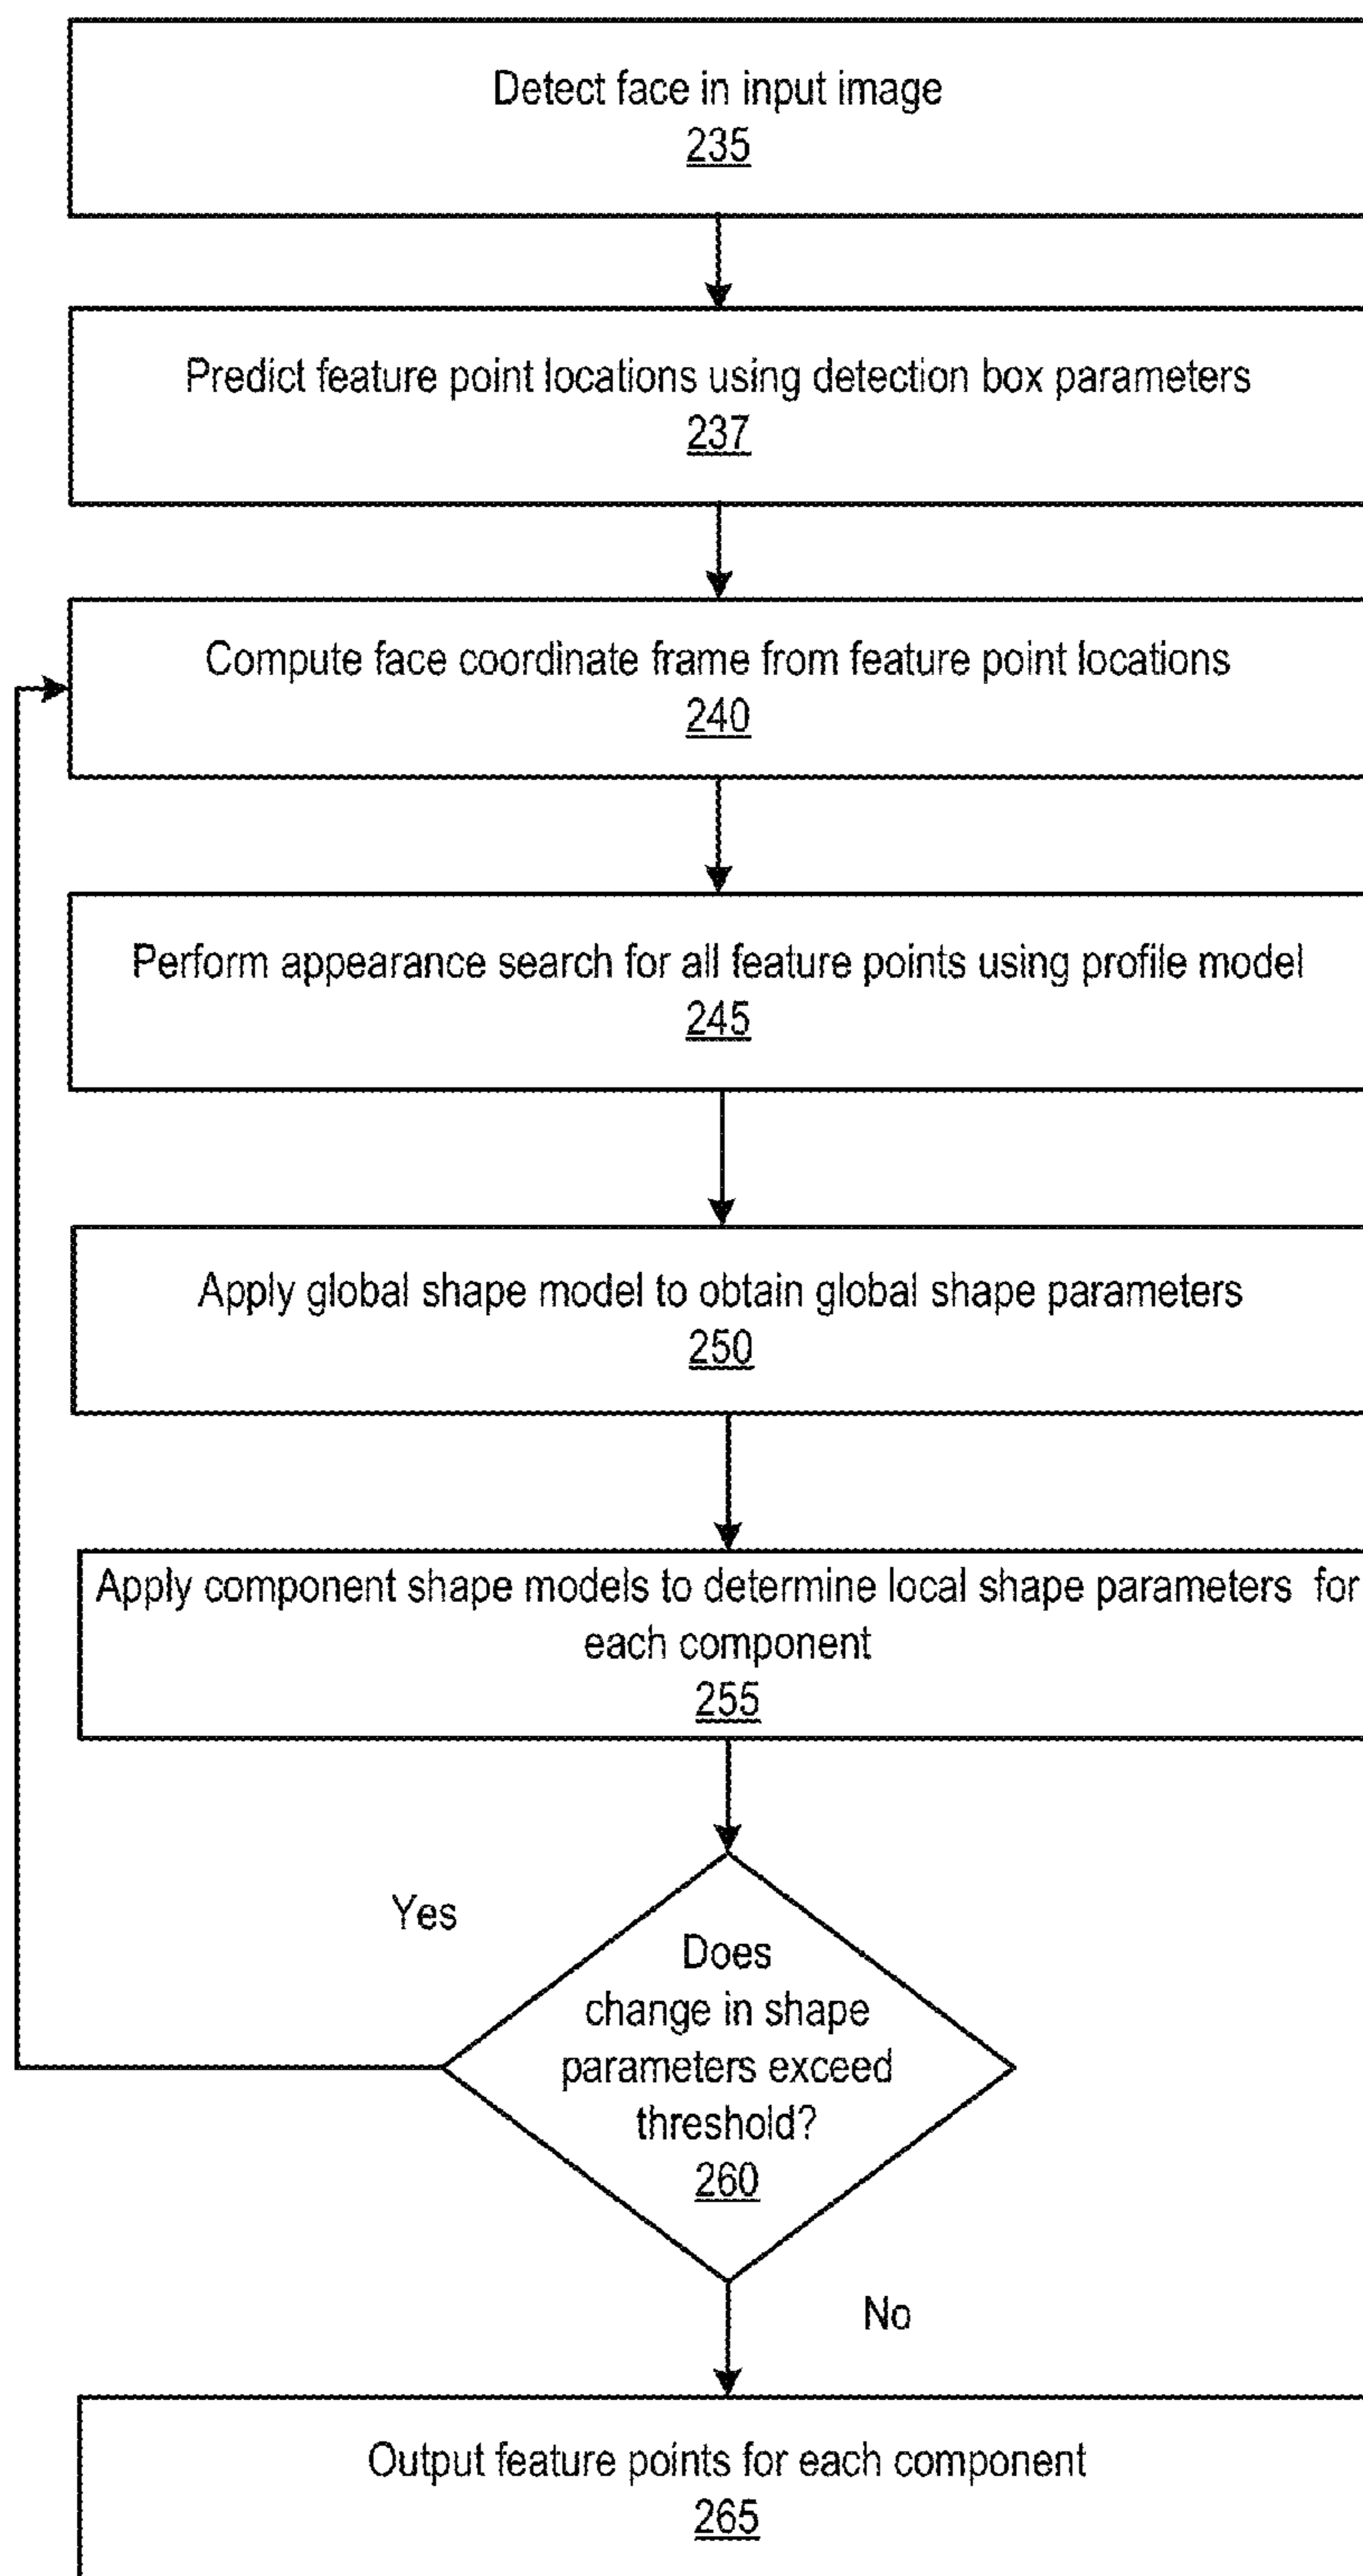 Detect face in input image
235
Predict feature point locations using detection box parameters
237
Compute face coordinate frame from feature point locations
240
Perform appearance search for all feature points using profile model
245
Apply global shape model to obtain global shape parameters
250
Apply component shape models to determine local shape parameters for
each component
255
Yes
Does
change in shape
parameters exceed
threshold?
260
No
Output feature points for each component
265